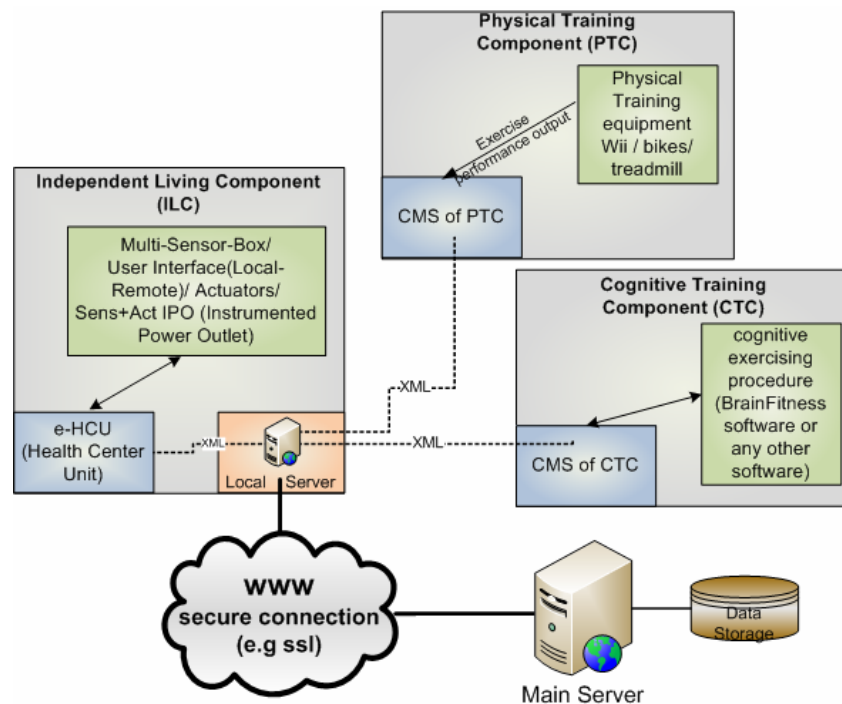 Physical Training
Component (PTC)
Physical
Training
equipment
Wii / bikes/
treadmill
Exercise
performance output
CMS of PTC
Independent Living Component
(ILC)
Multi-Sensor-Box/
User Interface(Local-
Remote)/ Actuators/
Sens+Act IPO (Instrumented
Power Outlet)
Cognitive Training
Component (CTC)
cognitive
exercising
procedure
(BrainFitness
software or
any other
software)
XML
e-HCU
(Health Center
Unit)
XML
XML
CMS of CTC
Local Server
www
secure connection
(e.g ssl)
Data
Storage
Main Server